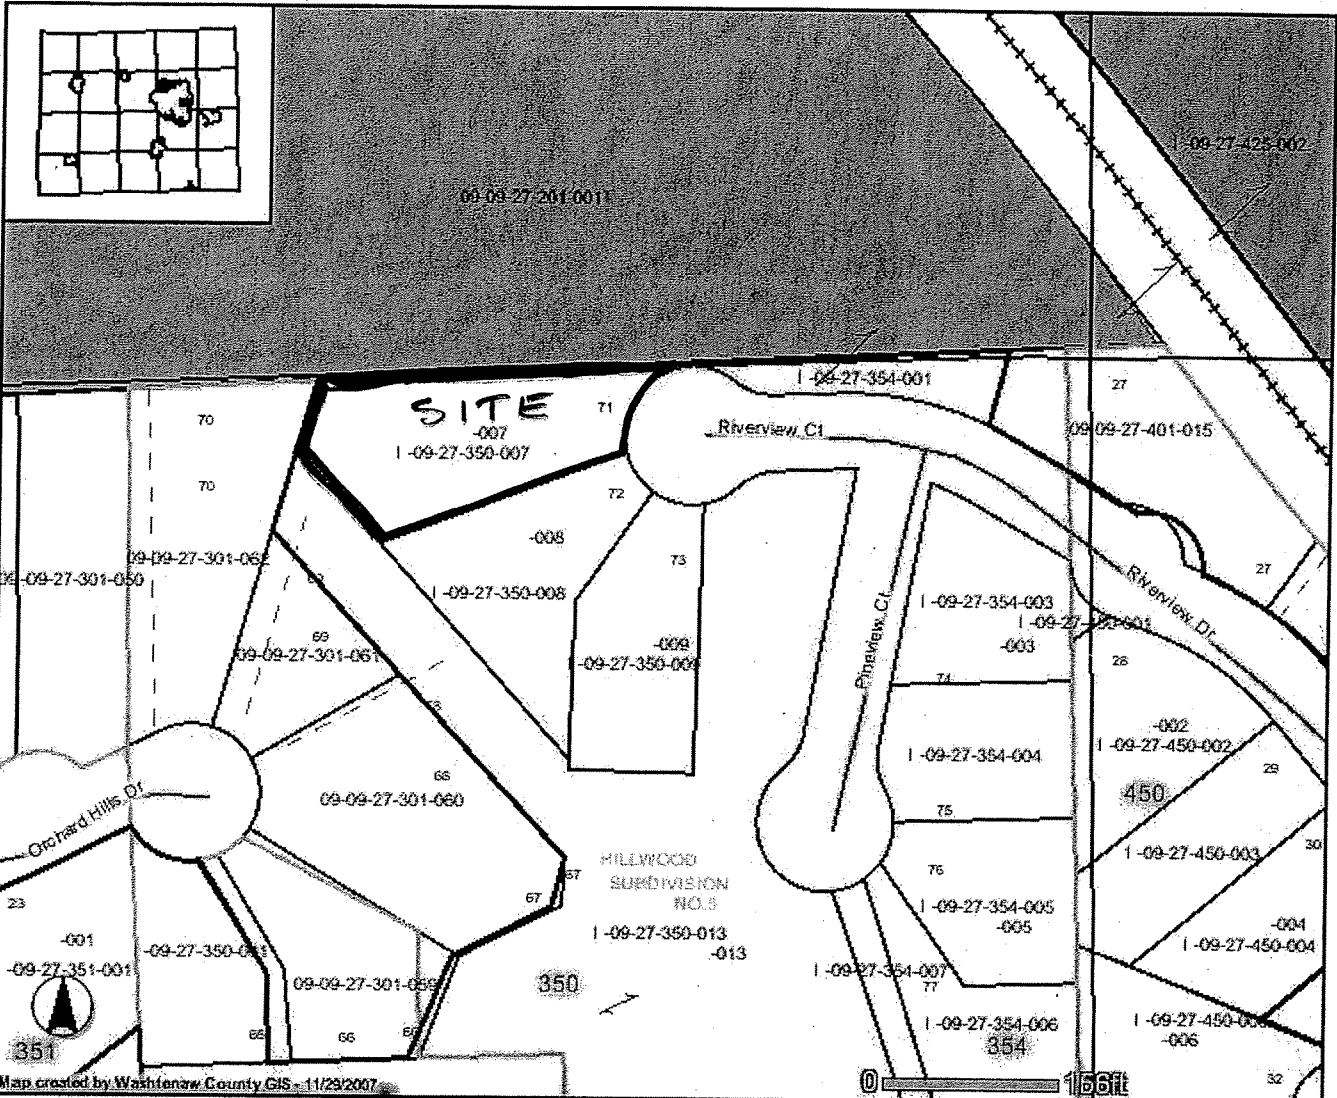 I -09-27-425-002
09-09-27-201-001
SITE
71
-007
I -09-27-350-007
I -09-27-354-001
27
09-09-27-401-015
Riverview Ct
70
70
72
-008
73
09-09-27-301-062
09-09-27-301-050
I -09-27-350-008
27
Riverview Dr
Pineview Ct
I -09-27-354-003
-003
28
69
09-09-27-301-061
-009
74
-002
I -09-27-450-002
I -09-27-354-004
29
68
09-09-27-301-060
450
Orchard Hills Dr
75
30
I -09-27-450-003
HILLWOOD
SUBDIVISION
67
67
76
23
I -09-27-354-005
-005
-004
I -09-27-450-004
I -09-27-350-013
-013
-001
-09-27-351-001
I -09-27-354-007
77
09-09-27-301-059
350
I -09-27-354-006
354
-006
65
66
351
32
Map created by Washtenaw County GIS - 11/29/2007
0
166ft